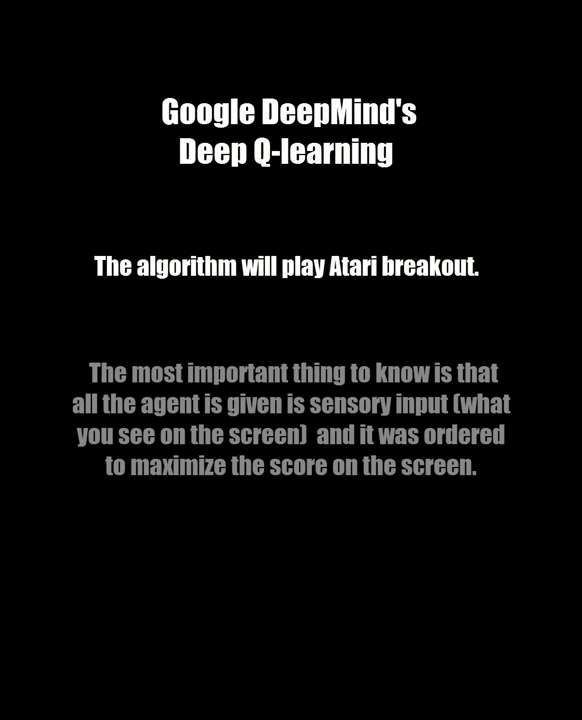 Google DeepMind's
Deep Q-learning
The algorithm will play Atari breakout.
The most important thing to know is that
all the agent is given is sensory input (what
you see on the screen)  and it was ordered
to maximize the score on the screen.